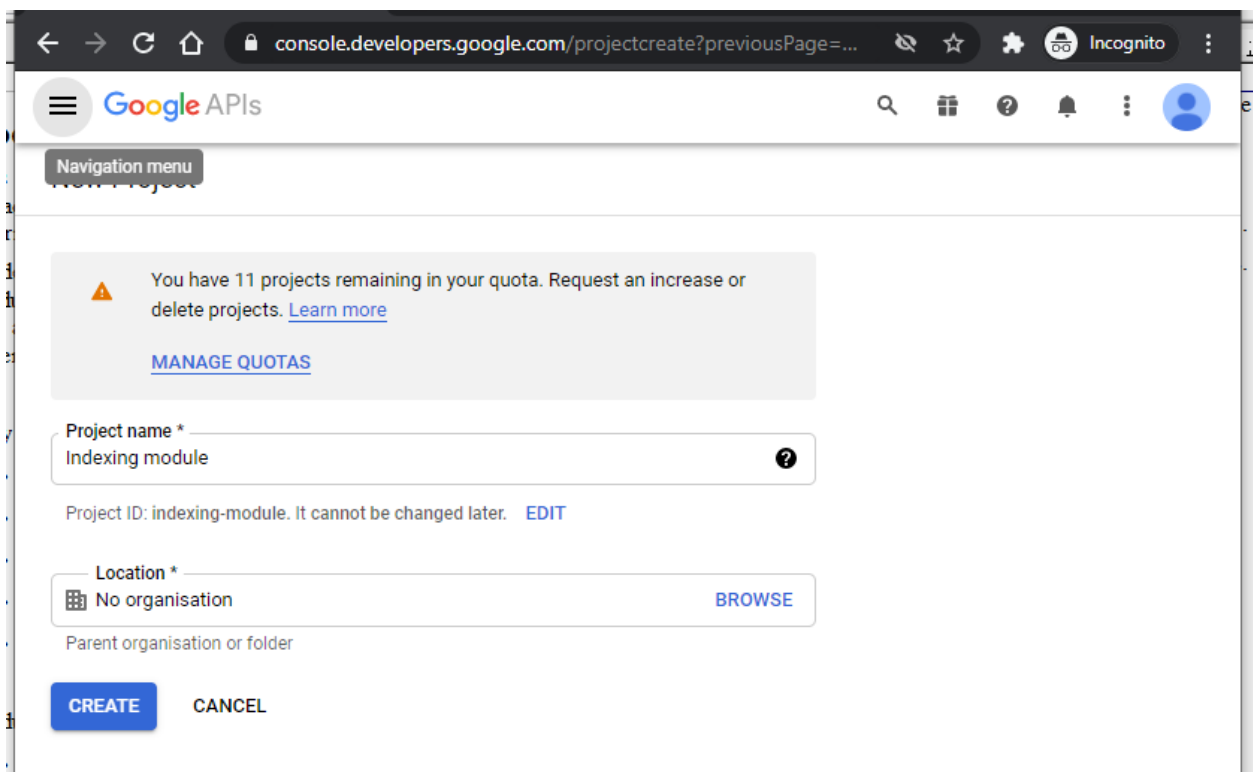 console.developers.google.com/projectcreate?previousPage=...
Incognito
Google APIs
Navigation menu
New Project
You have 11 projects remaining in your quota. Request an increase or
delete projects. Learn more
MANAGE QUOTAS
Project name *
Indexing module
Project ID: indexing-module. It cannot be changed later. EDIT
Location *
No organisation
BROWSE
Parent organisation or folder
CREATE
CANCEL